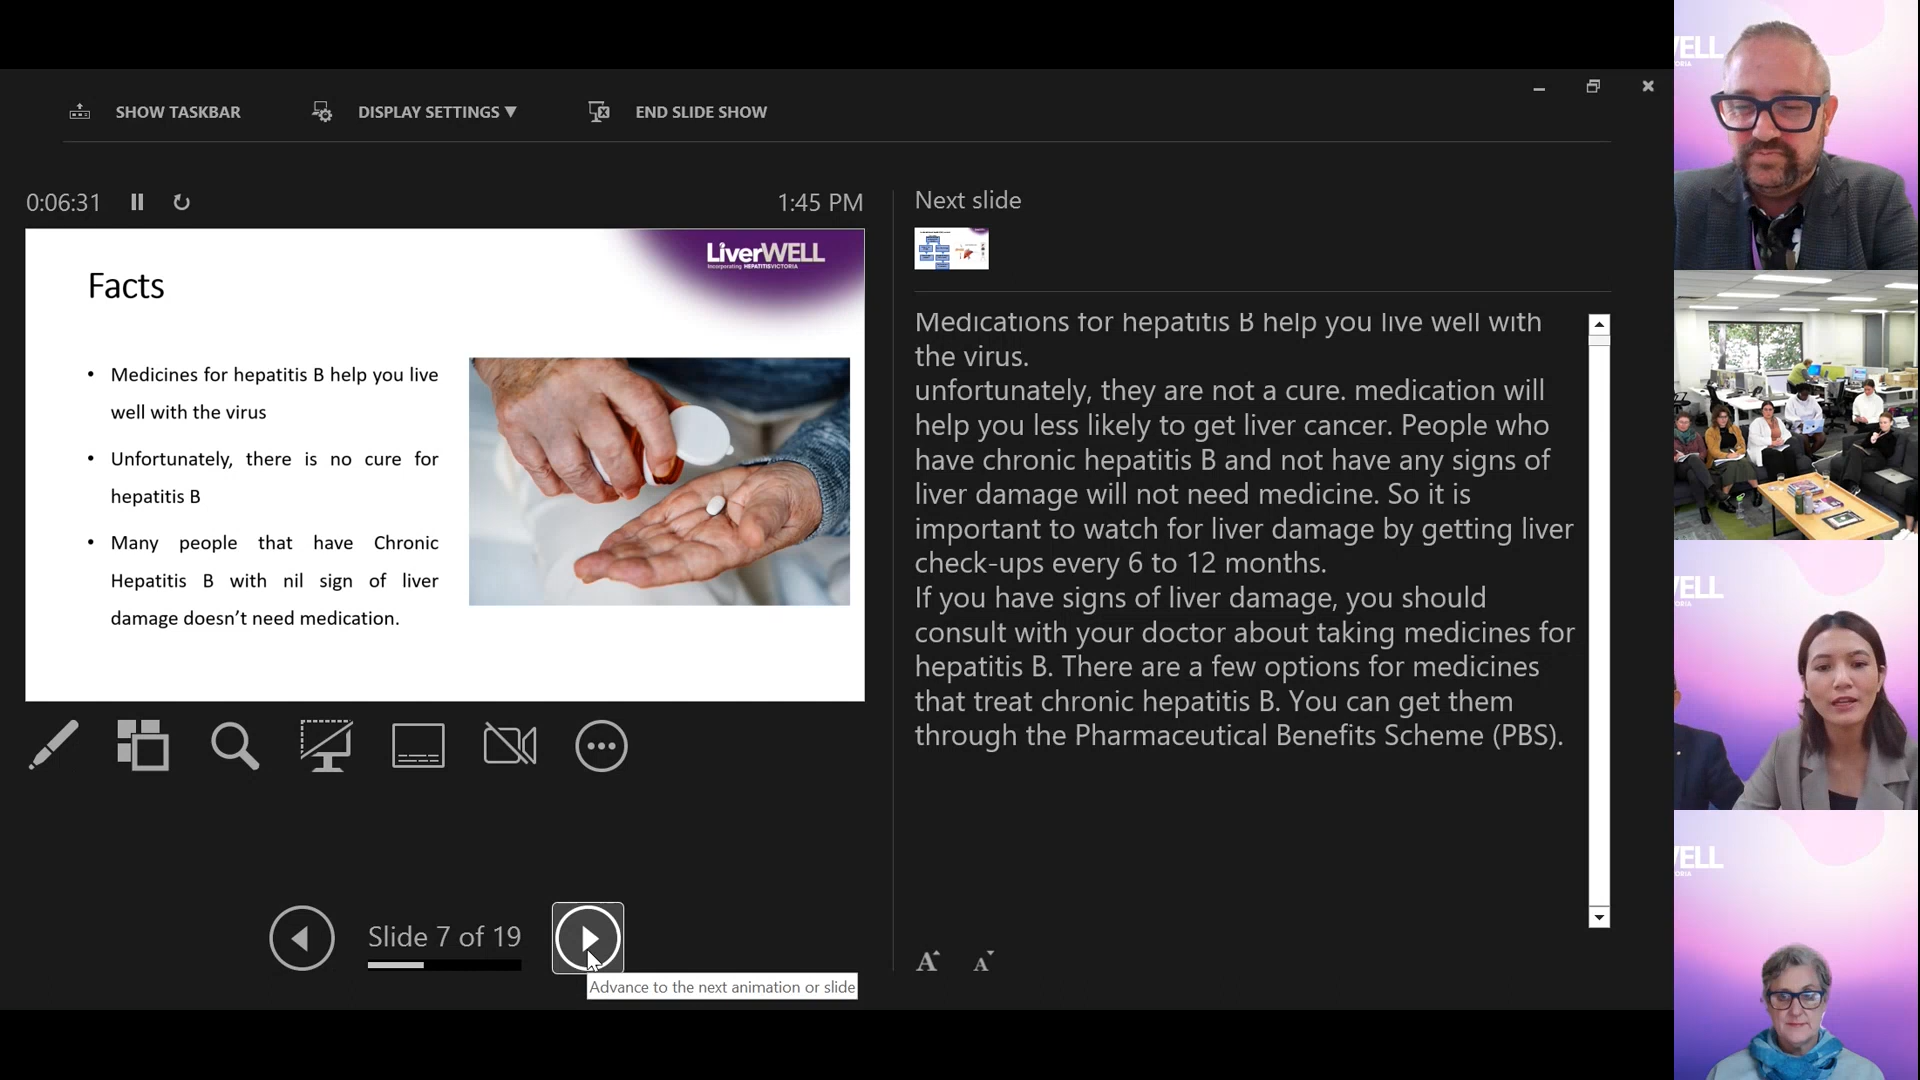 SHOW TASKBAR
DISPLAY SETTINGS ▼
END SLIDE SHOW
0:06:31
1:45 PM
LiverWELL
Incorporating HEPATITISVICTORIA
Facts
• Medicines for hepatitis B help you live
well with the virus
• Unfortunately, there is no cure for
hepatitis B
• Many people that have Chronic
Hepatitis B with nil sign of liver
damage doesn’t need medication.
Slide 7 of 19
Advance to the next animation or slide
Next slide
Medications for hepatitis B help you live well with
the virus.
unfortunately, they are not a cure. medication will
help you less likely to get liver cancer. People who
have chronic hepatitis B and not have any signs of
liver damage will not need medicine. So it is
important to watch for liver damage by getting liver
check-ups every 6 to 12 months.
If you have signs of liver damage, you should
consult with your doctor about taking medicines for
hepatitis B. There are a few options for medicines
that treat chronic hepatitis B. You can get them
through the Pharmaceutical Benefits Scheme (PBS).
A
A
ELL
ORIA
ELL
ORIA
ELL
ORIA